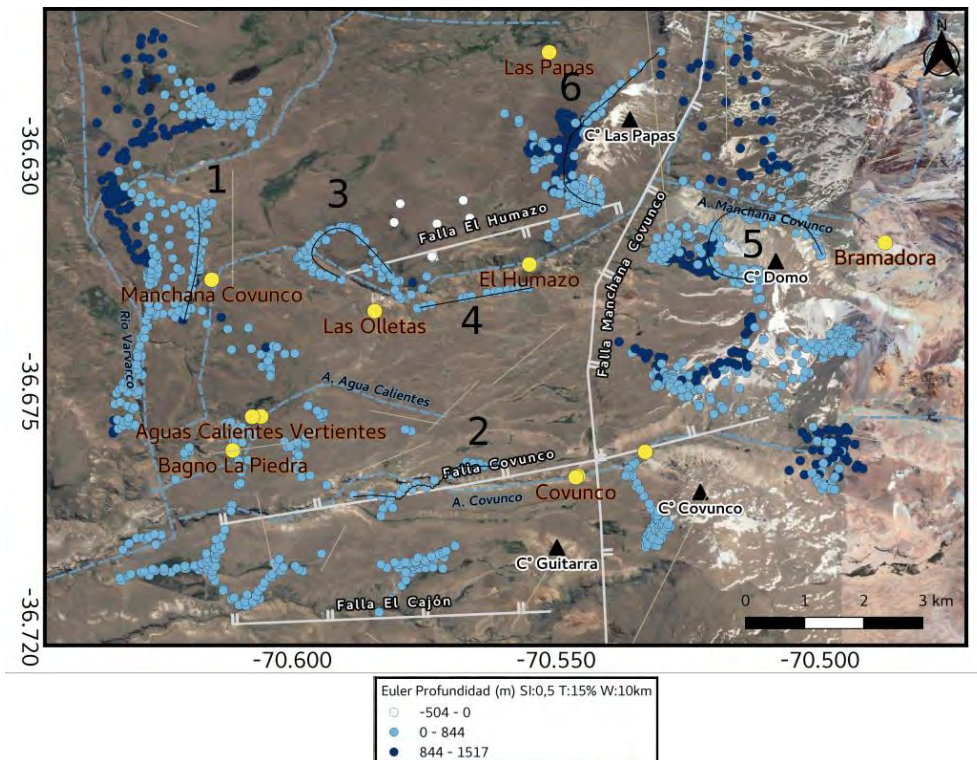 N
Las Papas
6
C° Las Papas
-36.630
1
3
Falla El Humazo
A. Manchana Covunco
5
Bramadora
C° Domo
Manchana Covunco
El Humazo
Las Olletas
4
Río Varvarco
Falla Manchana Covunco
-36.675
A. Agua Calientes
Aguas Calientes Vertientes
2
Bagno La Piedra
Falla Covunco
A. Covunco
Covunco
C° Covunco
C° Guitarra
Falla El Cajón
0 1 2 3 km
-36.720
-70.600 -70.550 -70.500
Euler Profundidad (m) SI:0,5 T:15% W:10km
-504 - 0
0 - 844
844 - 1517